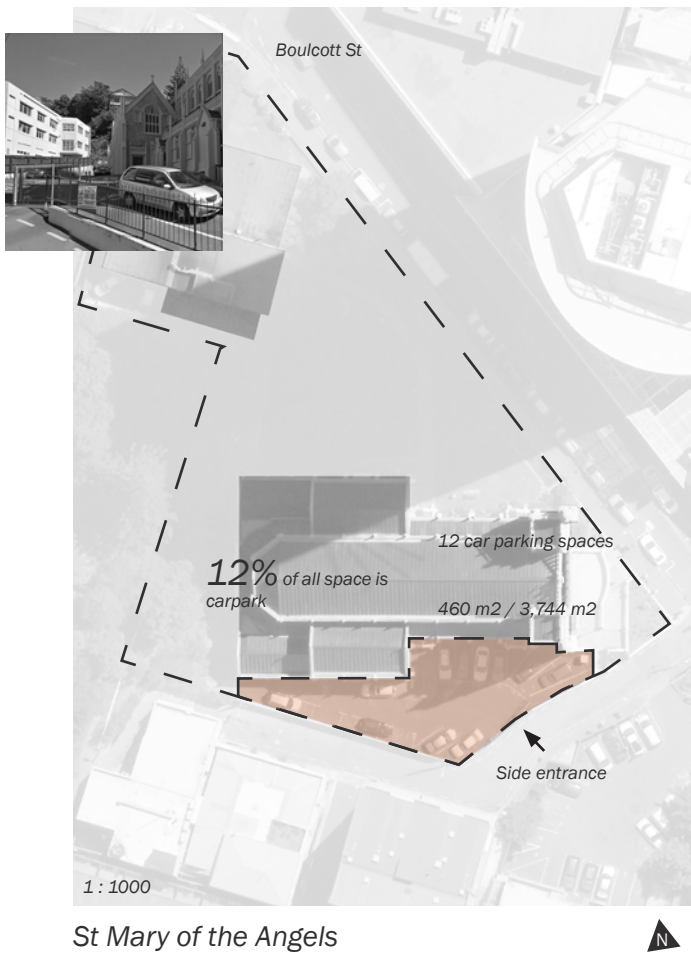 Boulcott St
12 car parking spaces
12% of all space is
carpark
460 m2 / 3,744 m2
Side entrance
1 : 1000
St Mary of the Angels
N